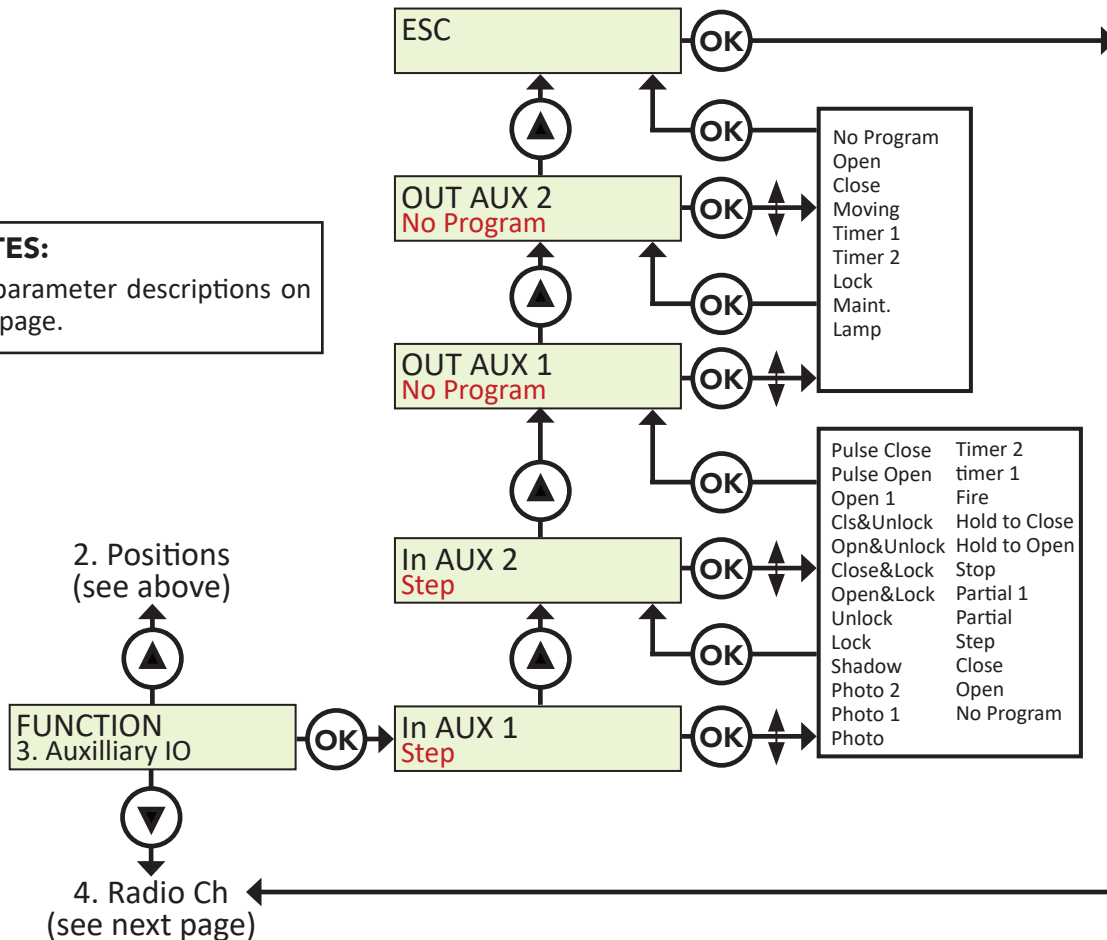 ESC
OK
OK
No Program
Open
Close
Moving
Timer 1
Timer 2
Lock
Maint.
Lamp
OUT AUX 2
No Program
OK
TES:
parameter descriptions on
page.
OK
OUT AUX 1
No Program
OK
Pulse Close
Pulse Open
Open 1
Cls&Unlock
Opn&Unlock
Close&Lock
Open&Lock
Unlock
Lock
Shadow
Photo 2
Photo 1
Photo
Timer 2
timer 1
Fire
Hold to Close
Hold to Open
Stop
Partial 1
Partial
Step
Close
Open
No Program
OK
2. Positions
(see above)
In AUX 2
Step
OK
OK
FUNCTION
3. Auxilliary IO
OK
In AUX 1
Step
OK
4. Radio Ch
(see next page)